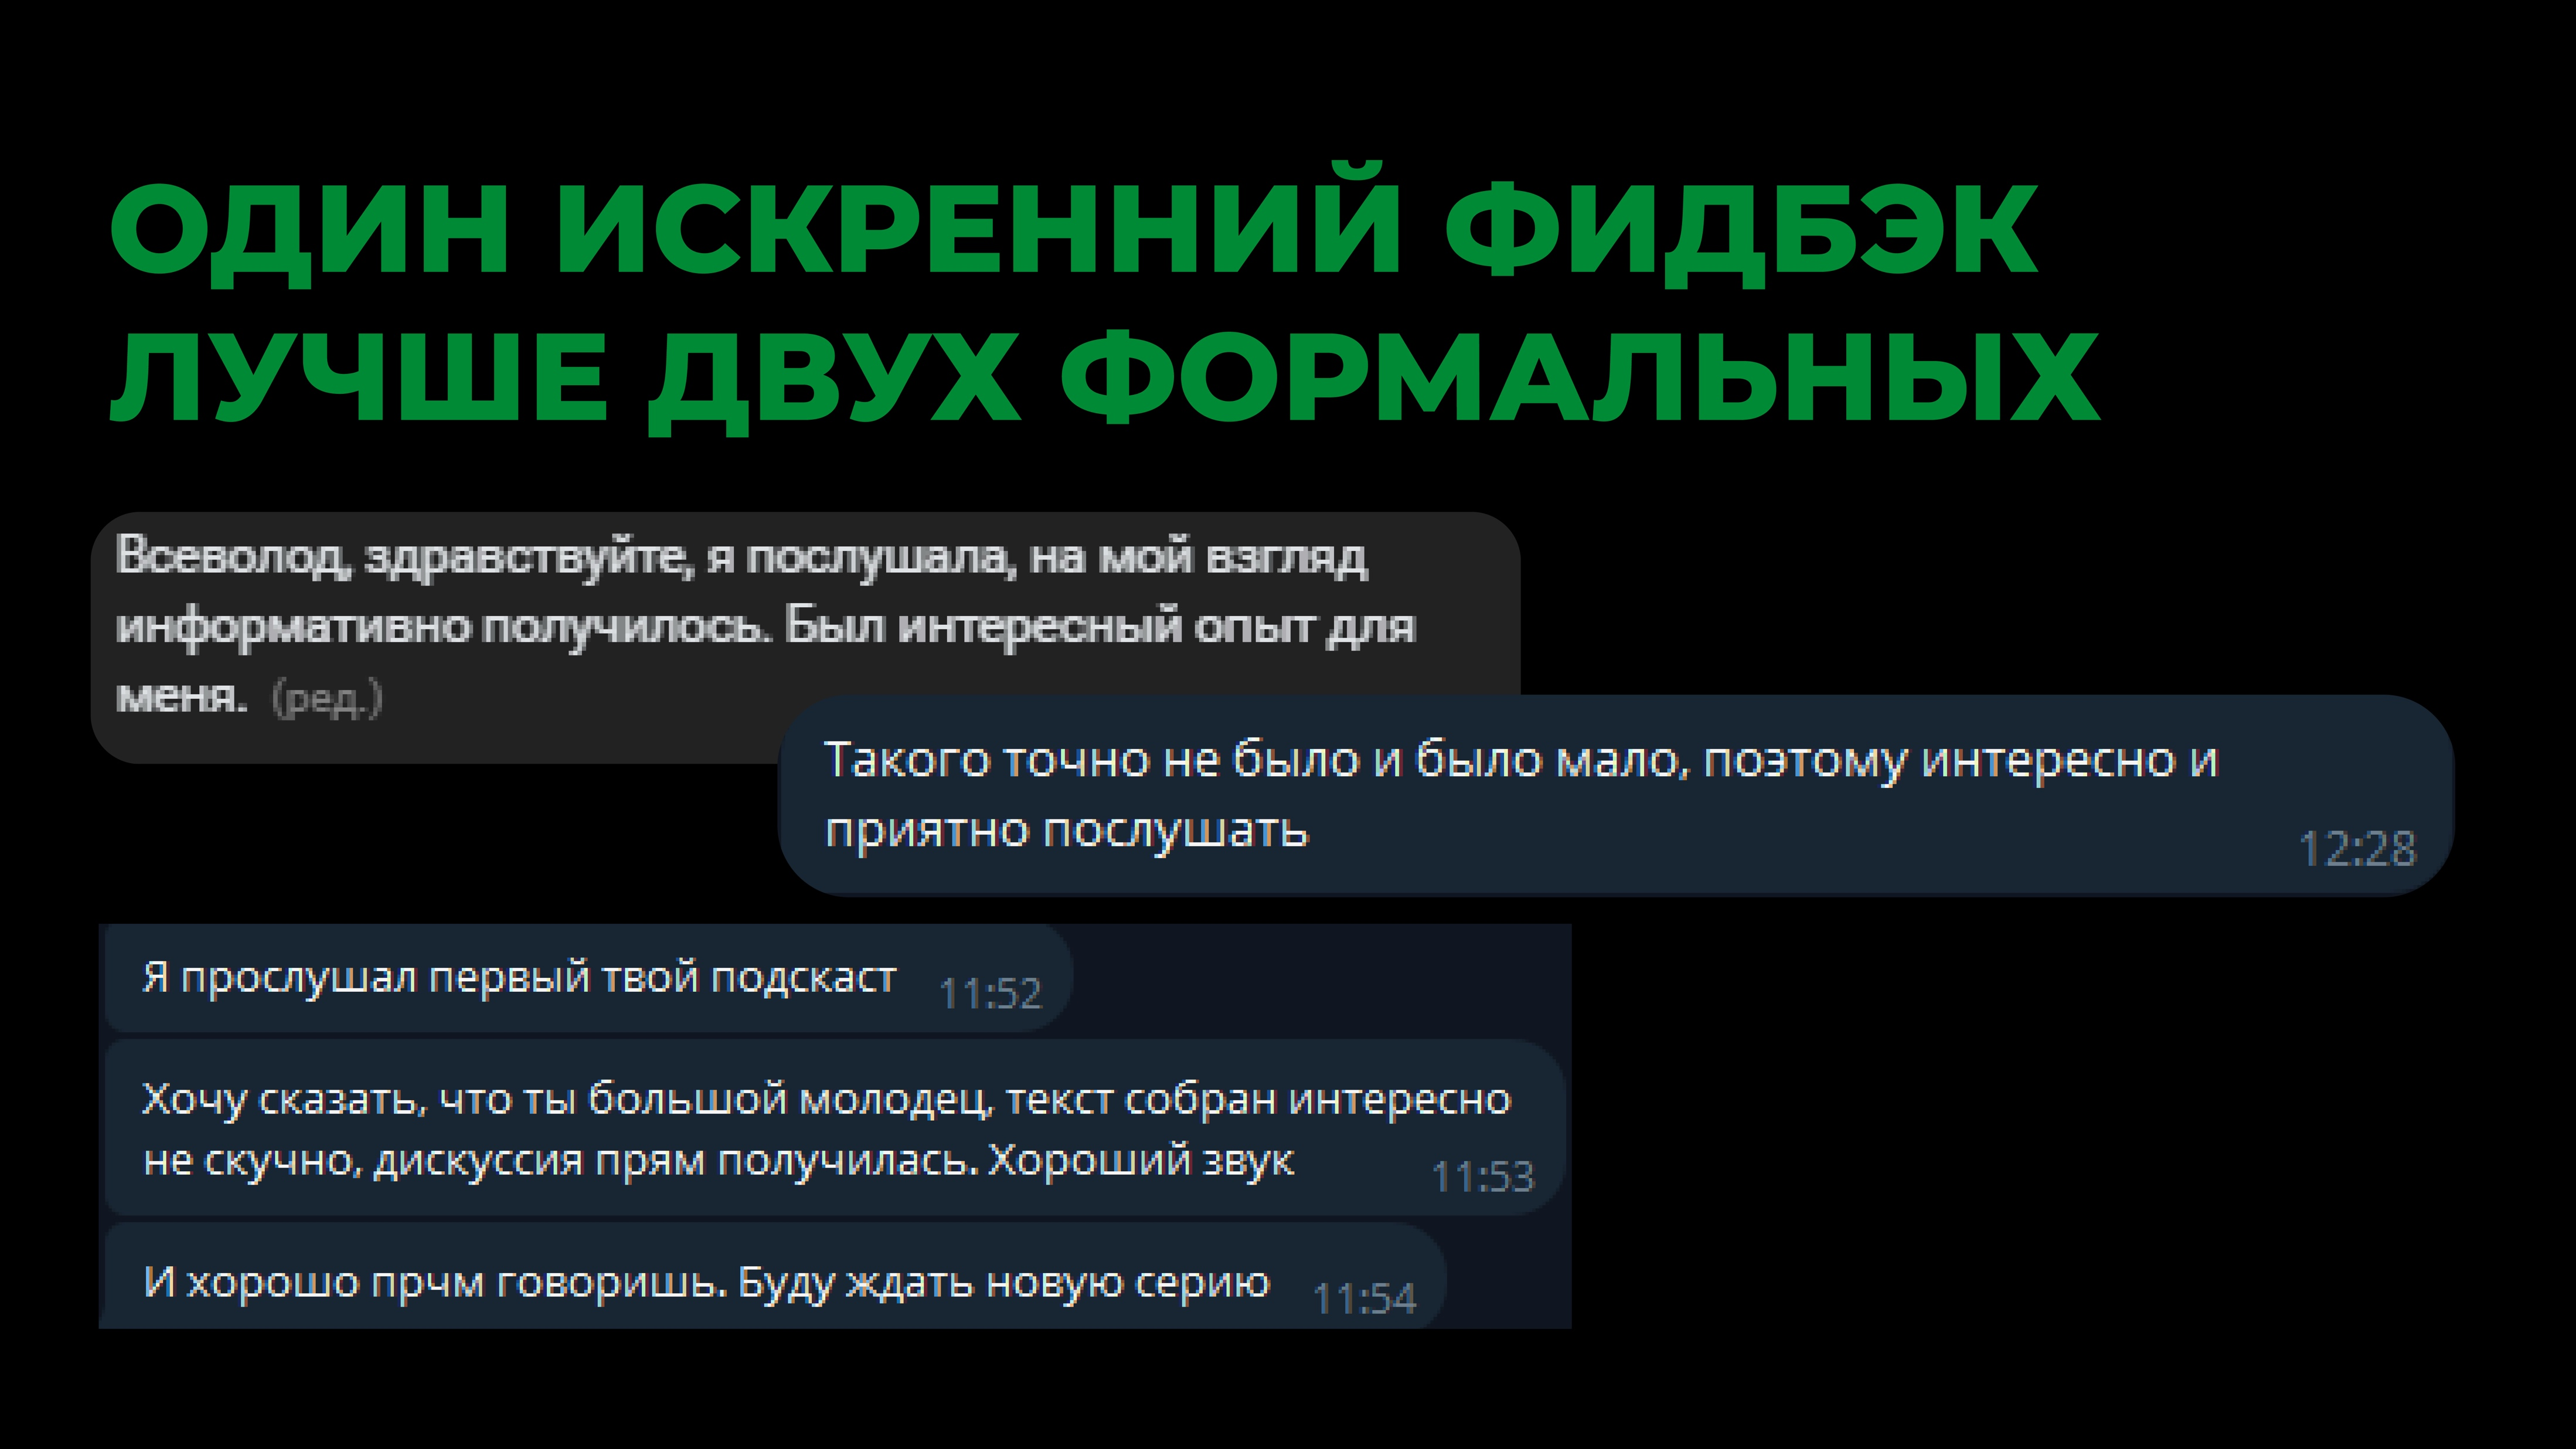 ОДИН ИСКРЕННИЙ ФИДБЭК
ЛУЧШЕ ДВУХ ФОРМАЛЬНЫХ
Всеволод, здравствуйте, я послушала, на мой взгляд
информативно получилось. Был интересный опыт для
меня. (ред.)
Такого точно не было и было мало, поэтому интересно и
приятно послушать
12:28
Я прослушал первый твой подскаст 11:52
Хочу сказать, что ты большой молодец, текст собран интересно
не скучно, дискуссия прям получилась. Хороший звук 11:53
И хорошо прчм говоришь. Буду ждать новую серию 11:54